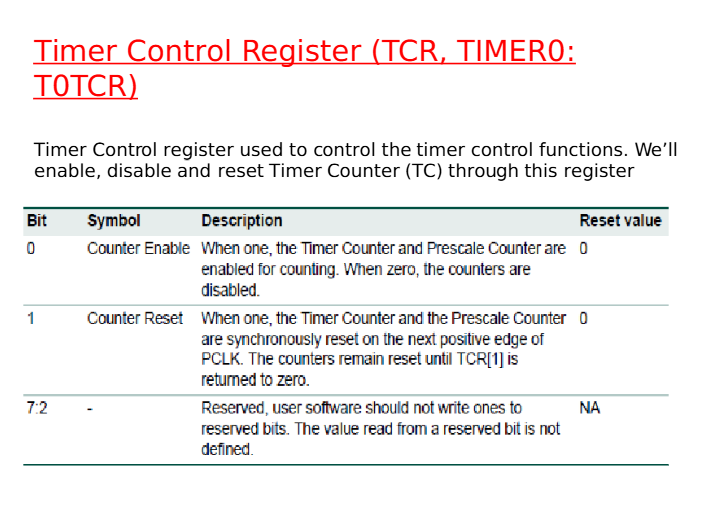 Timer Control Register (TCR, TIMER0:
T0TCR)
Timer Control register used to control the timer control functions. We’ll
enable, disable and reset Timer Counter (TC) through this register
Bit Symbol Description Reset value
0 Counter Enable When one, the Timer Counter and Prescale Counter are 0
enabled for counting. When zero, the counters are
disabled.
1 Counter Reset When one, the Timer Counter and the Prescale Counter 0
are synchronously reset on the next positive edge of
PCLK. The counters remain reset until TCR[1] is
returned to zero.
7:2 - Reserved, user software should not write ones to NA
reserved bits. The value read from a reserved bit is not
defined.